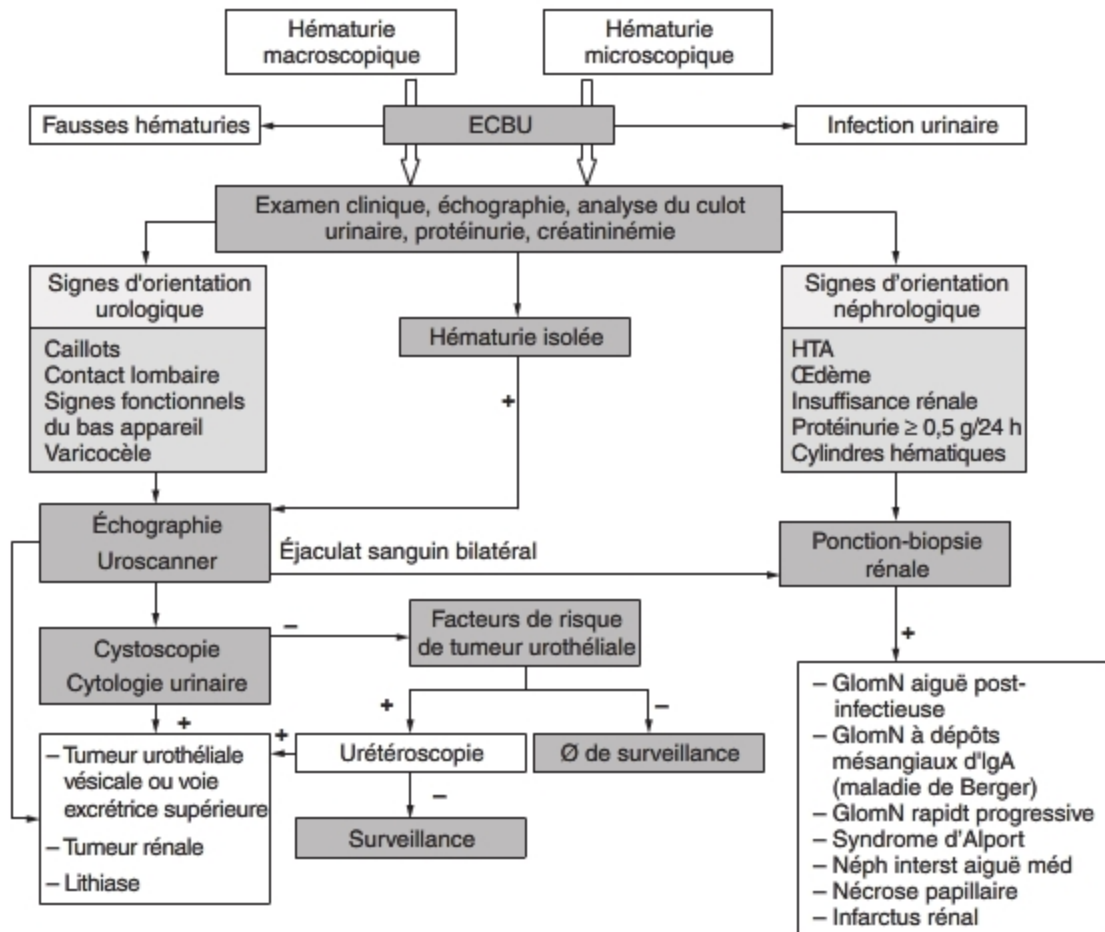 Hématurie
macroscopique
Hématurie
microscopique
Fausses hématuries
ECBU
Infection urinaire
Examen clinique, échographie, analyse du culot
urinaire, protéinurie, créatininémie
Signes d'orientation
urologique
Caillots
Contact lombaire
Signes fonctionnels
du bas appareil
Varicocèle
Hématurie isolée
+
Signes d'orientation
néphrologique
HTA
Œdème
Insuffisance rénale
Protéinurie ≥ 0,5 g/24 h
Cylindres hématiques
Échographie
Uroscanner
Éjaculat sanguin bilatéral
Ponction-biopsie
rénale
Cystoscopie
Cytologie urinaire
–
Facteurs de risque
de tumeur urothéliale
+
+
+
–
+
Urétéroscopie
Ø de surveillance
–
Surveillance
– Tumeur urothéliale
vésicale ou voie
excrétrice supérieure
– Tumeur rénale
– Lithiase
– GlomN aiguë post-
infectieuse
– GlomN à dépôts
mésangiaux d'IgA
(maladie de Berger)
– GlomN rapidt progressive
– Syndrome d'Alport
– Néph interst aiguë méd
– Nécrose papillaire
– Infarctus rénal